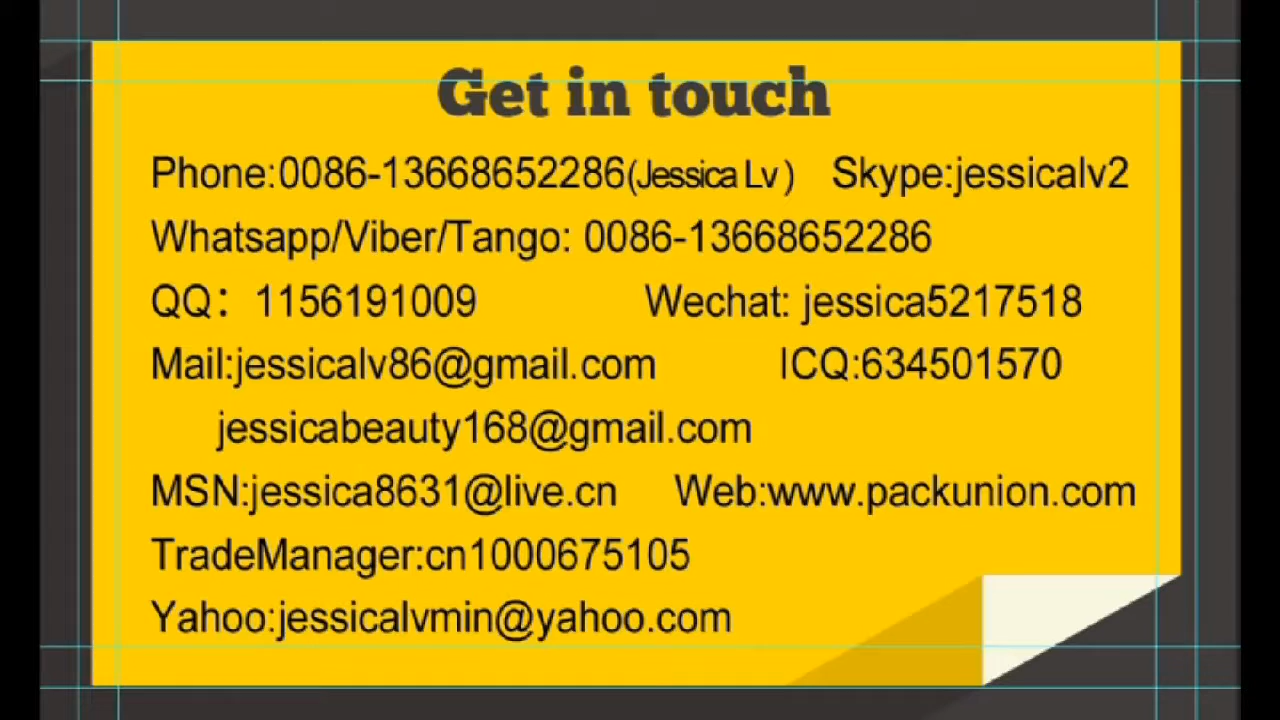 Get in touch
Phone:0086-13668652286(Jessica Lv) Skype:jessicalv2
Whatsapp/Viber/Tango: 0086-13668652286
QQ：1156191009 Wechat: jessica5217518
Mail:jessicalv86@gmail.com ICQ:634501570
jessicabeauty168@gmail.com
MSN:jessica8631@live.cn Web:www.packunion.com
TradeManager:cn1000675105
Yahoo:jessicalvmin@yahoo.com